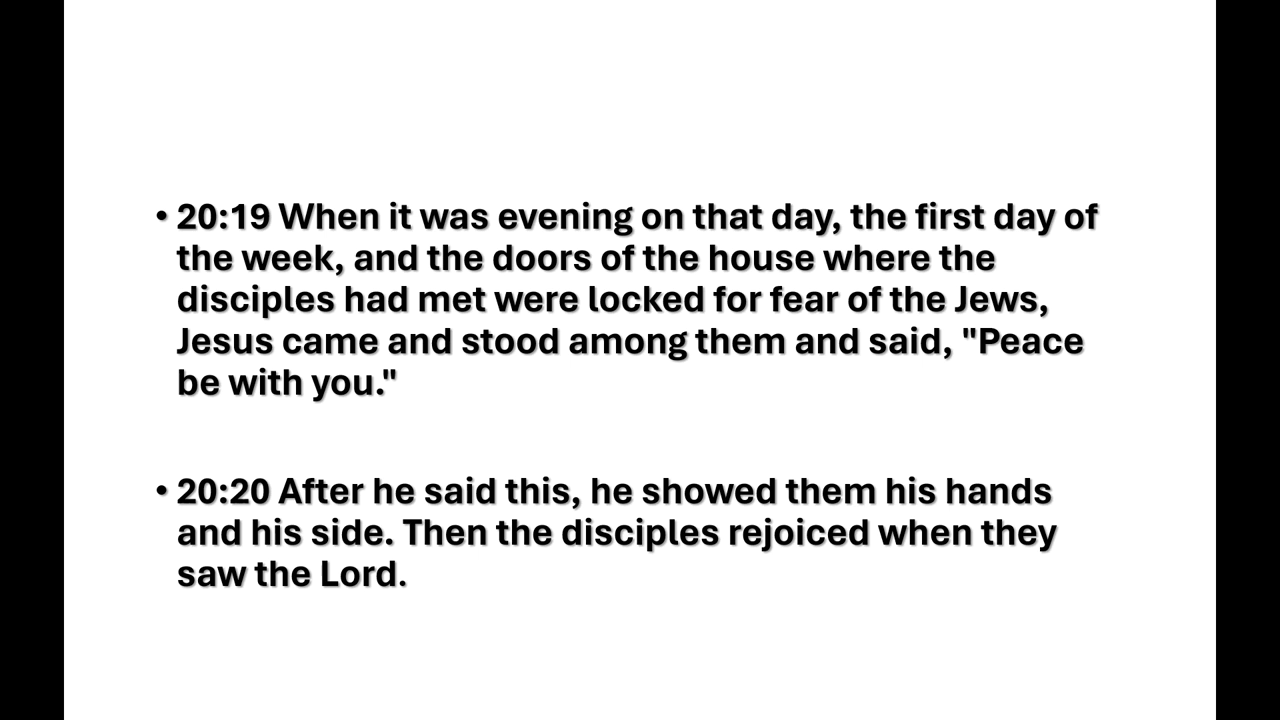 • 20:19 When it was evening on that day, the first day of
the week, and the doors of the house where the
disciples had met were locked for fear of the Jews,
Jesus came and stood among them and said, "Peace
be with you."
• 20:20 After he said this, he showed them his hands
and his side. Then the disciples rejoiced when they
saw the Lord.